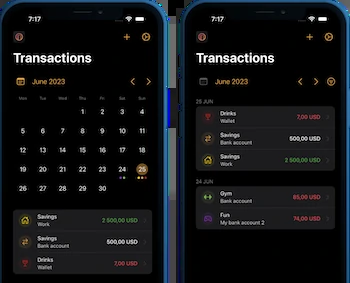 7:17
Transactions
June 2023
Mon Tue Wed Thu Fri Sat Sun
1 2 3 4
5 6 7 8 9 10 11
12 13 14 15 16 17 18
19 20 21 22 23 24 25
26 27 28 29 30
Savings
Work
2 500,00 USD
Savings
Bank account
500,00 USD
Drinks
Wallet
7,00 USD
7:17
Transactions
June 2023
25 JUN
Drinks
Wallet
7,00 USD
Savings
Bank account
500,00 USD
Savings
Work
2 500,00 USD
24 JUN
Gym
Bank account
65,00 USD
Fun
My bank account 2
74,00 USD